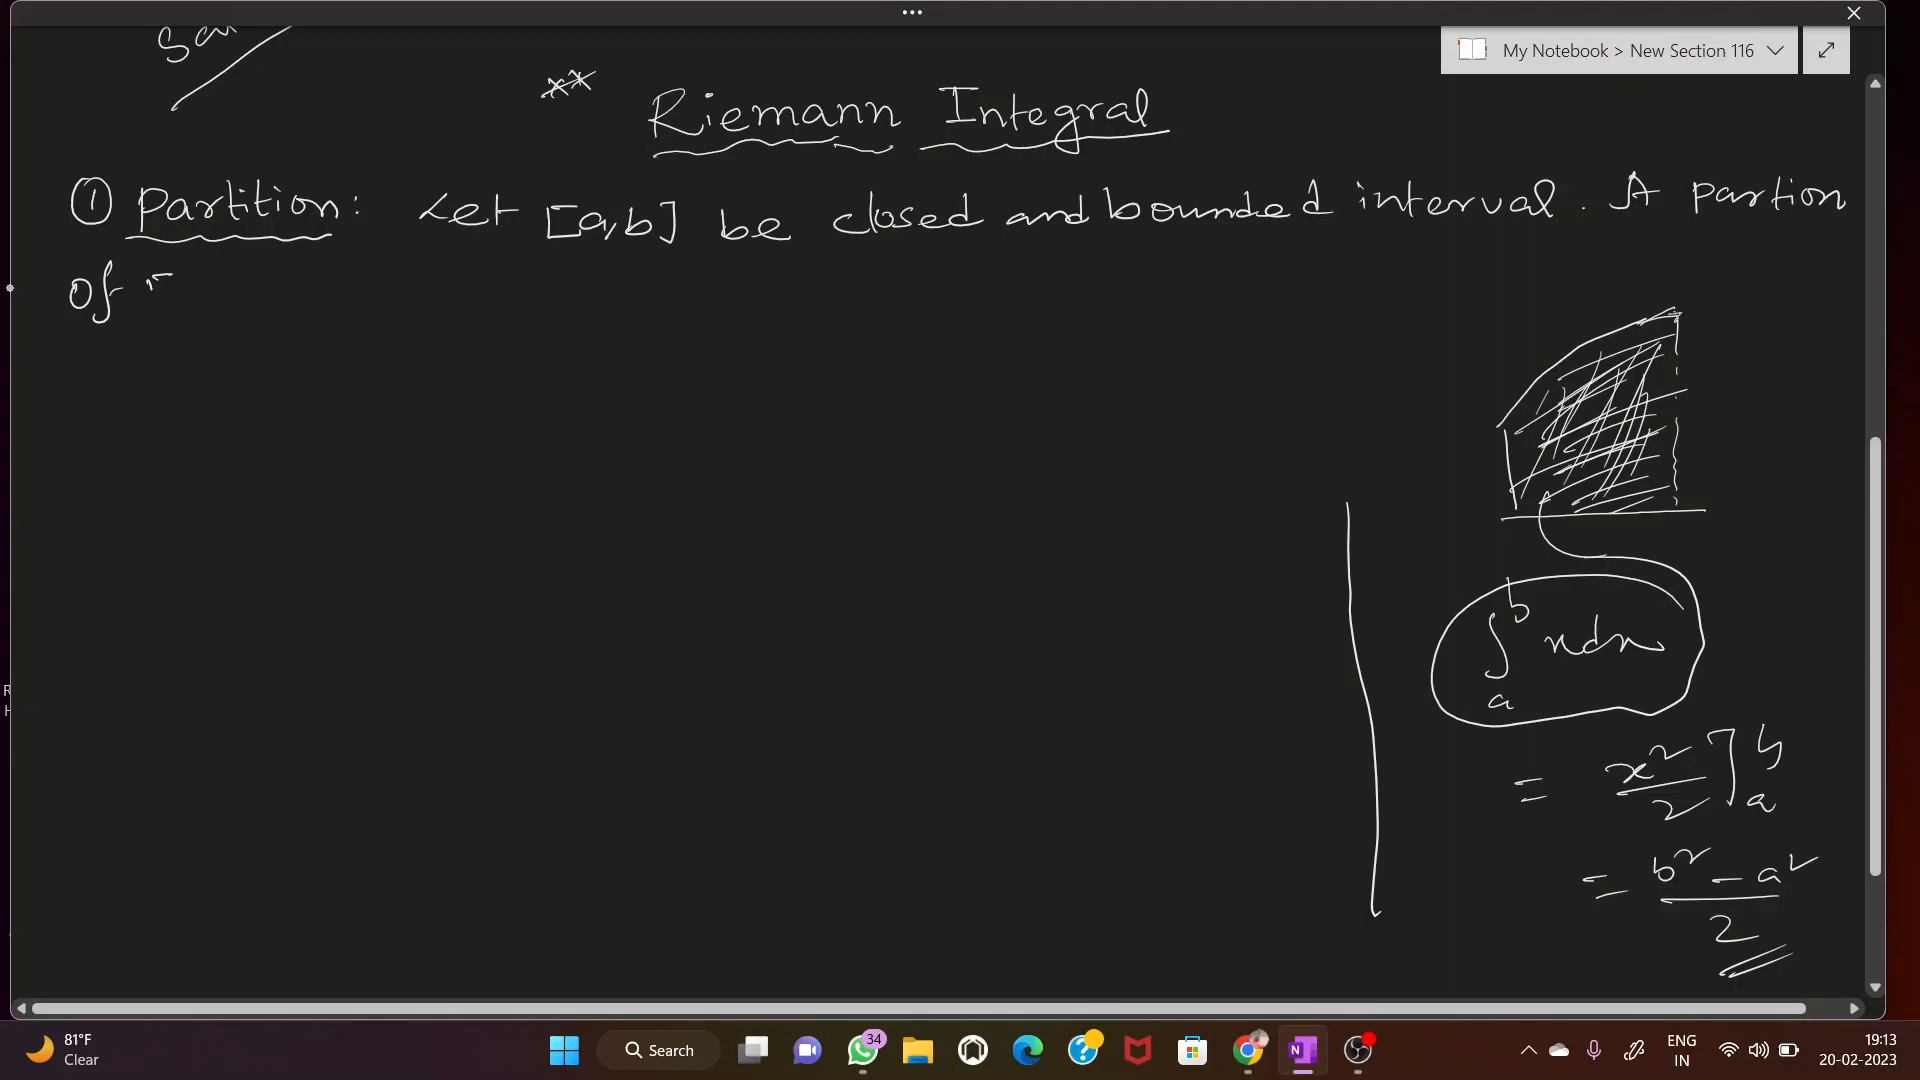 My Notebook > New Section 116
** Riemann Integral
① Partition: Let [a,b] be closed and bounded interval. A partion
of
∫ₐᵇ xdx
= x²/2 ]ₐᵇ
= b² - a² / 2
R
H
81°F
Clear
Search
34
ENG
IN
19:13
20-02-2023